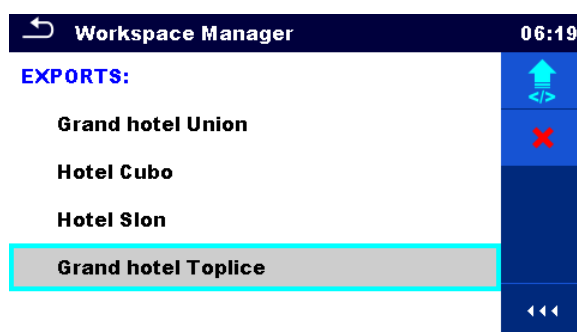 Workspace Manager 06:19
EXPORTS:
</>
Grand hotel Union
Hotel Cubo
Hotel Slon
Grand hotel Toplice